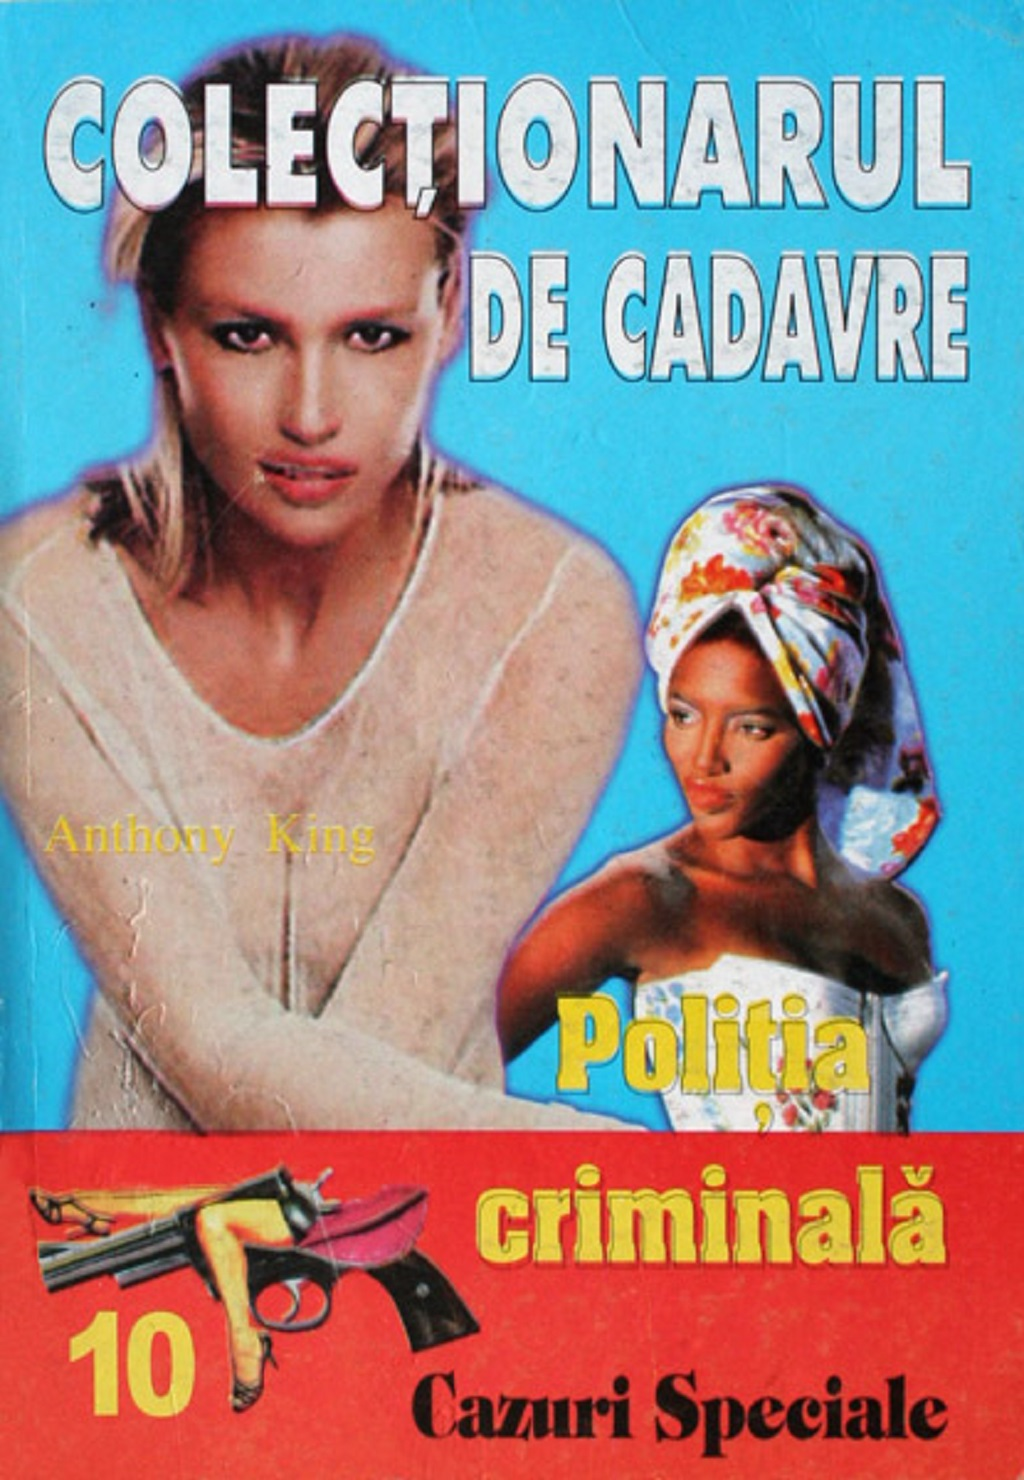 COLECȚIONARUL
DE CADAVRE
Anthony King
Poliția
criminală
10
Cazuri Speciale